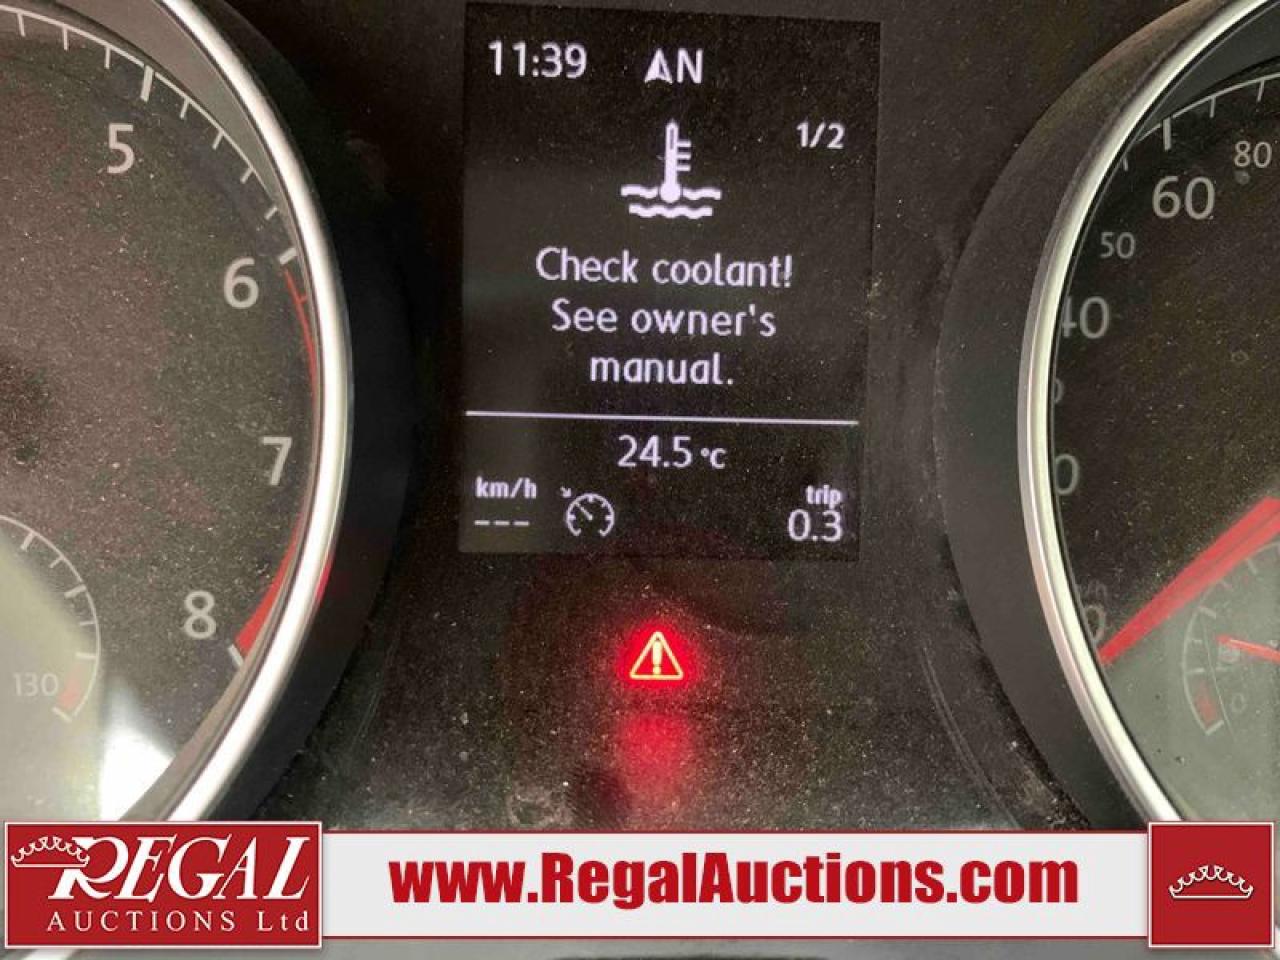 11:39 N
1/2
Check coolant!
See owner's
manual.
24.5 °C
km/h
trip
---
0.3
5
6
7
8
130
80
60
50
40
REGAL
AUCTIONS Ltd
www.RegalAuctions.com